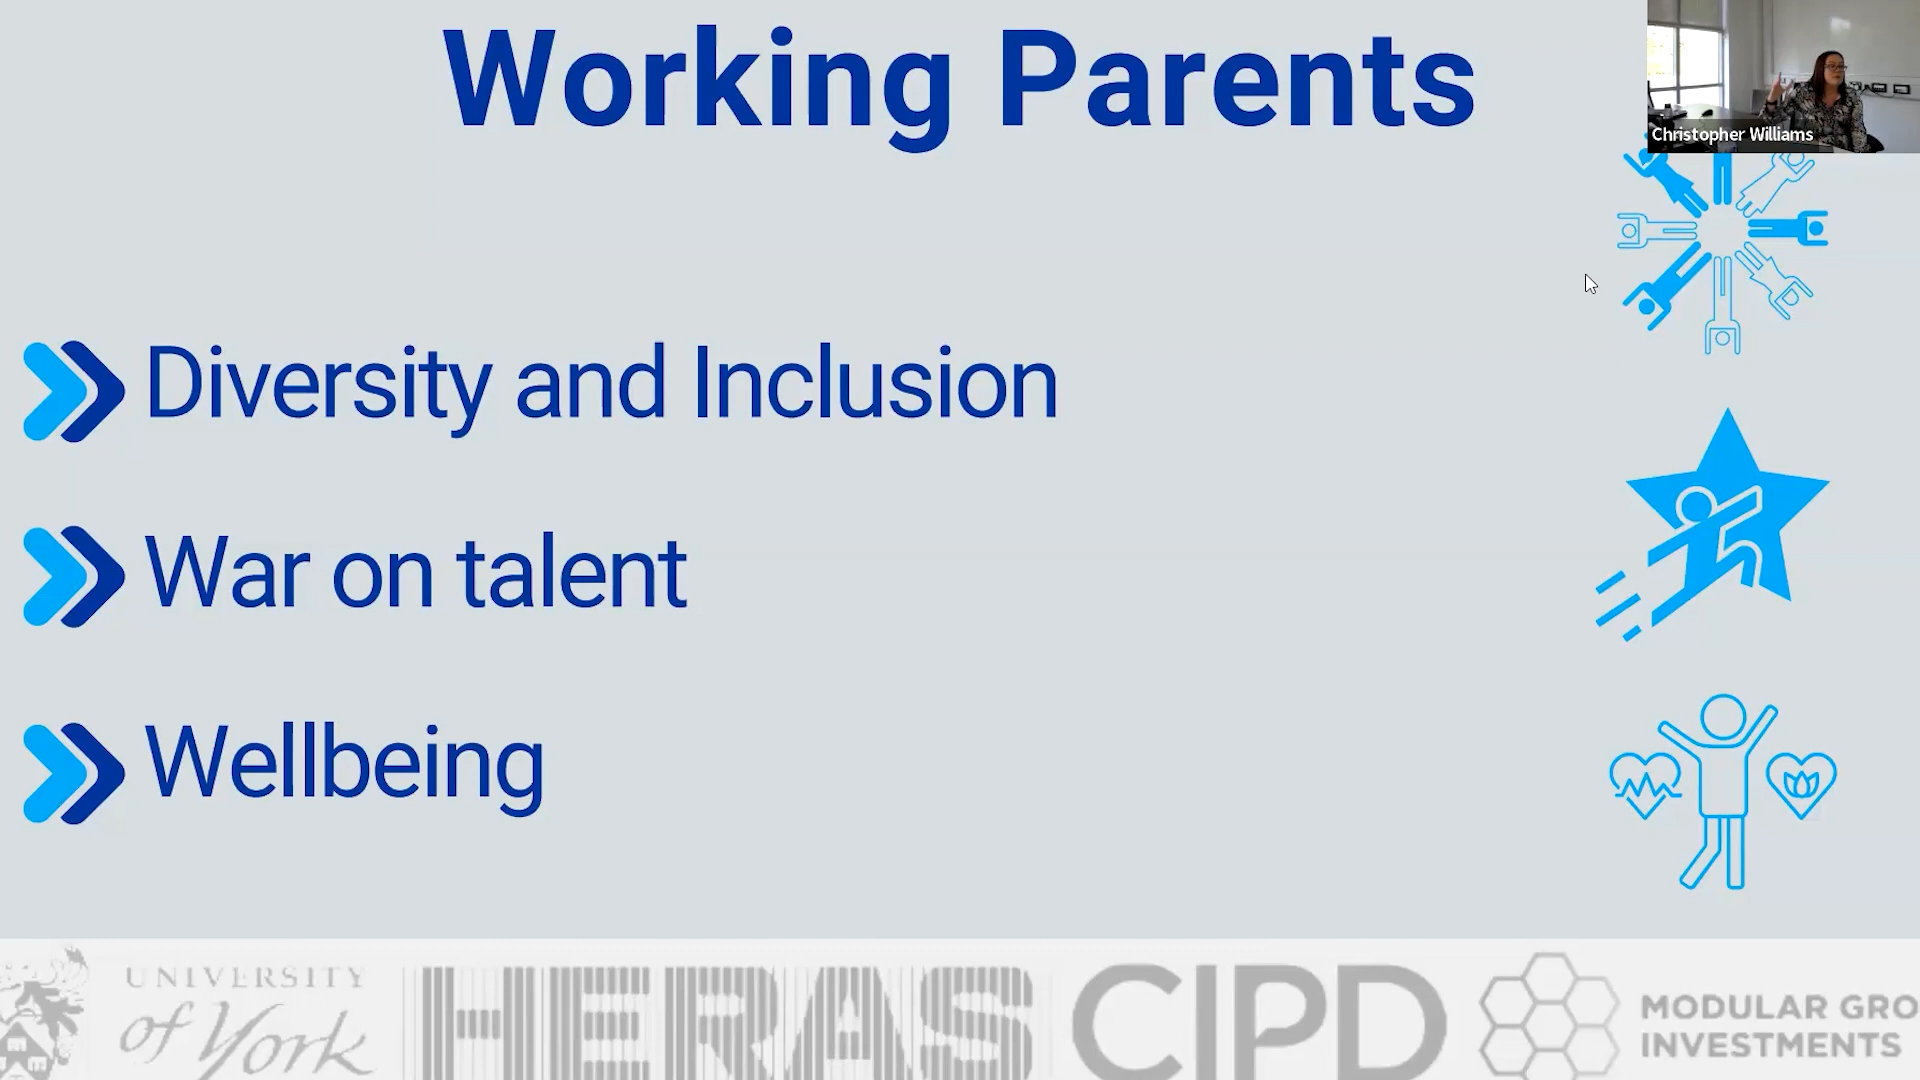 Working Parents
Christopher Williams
Diversity and Inclusion
War on talent
Wellbeing
UNIVERSITY
of York
HERAS
CIPD
MODULAR GRO
INVESTMENTS